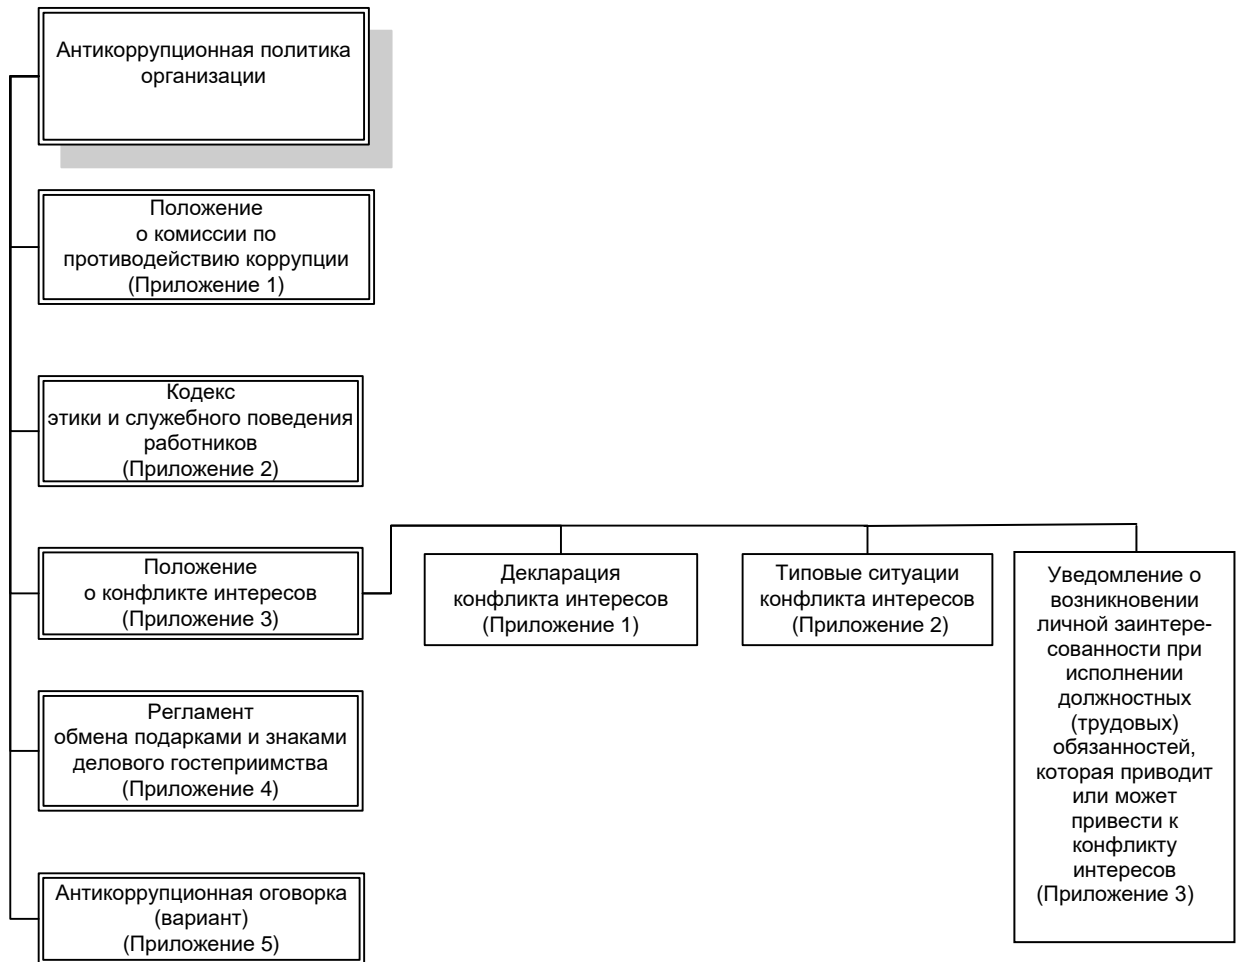 Антикоррупционная политика
организации
Положение
о комиссии по
противодействию коррупции
(Приложение 1)
Кодекс
этики и служебного поведения
работников
(Приложение 2)
Положение
о конфликте интересов
(Приложение 3)
Декларация
конфликта интересов
(Приложение 1)
Типовые ситуации
конфликта интересов
(Приложение 2)
Уведомление о
возникновении
личной заинтере-
сованности при
исполнении
должностных
(трудовых)
обязанностей,
которая приводит
или может
привести к
конфликту
интересов
(Приложение 3)
Регламент
обмена подарками и знаками
делового гостеприимства
(Приложение 4)
Антикоррупционная оговорка
(вариант)
(Приложение 5)